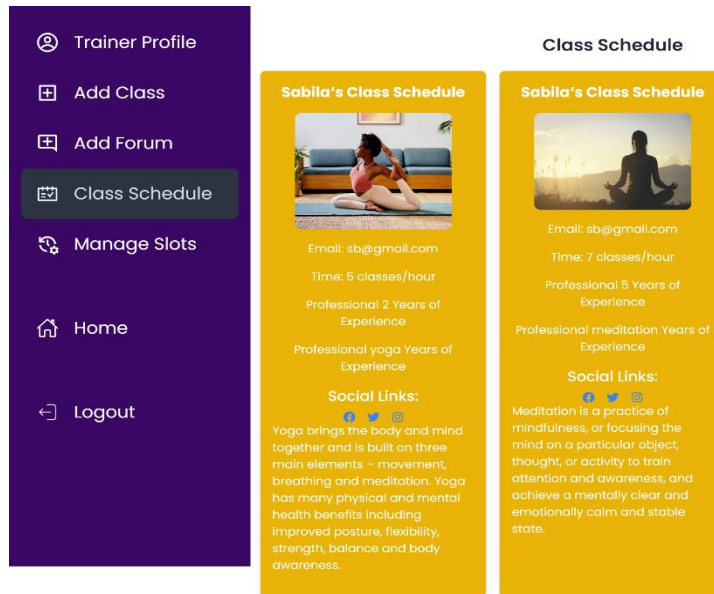 Trainer Profile
Add Class
Add Forum
Class Schedule
Manage Slots
Home
Logout
Class Schedule
Sabila's Class Schedule
Email: sb@gmail.com
Time: 5 classes/hour
Professional 2 Years of
Experience
Professional yoga Years of
Experience
Social Links:
Yoga brings the body and mind
together and is built on three
main elements – movement,
breathing and meditation. Yoga
has many physical and mental
health benefits including
improved posture, flexibility,
strength, balance and body
awareness.
Sabila's Class Schedule
Email: sb@gmail.com
Time: 7 classes/hour
Professional 5 Years of
Experience
Professional meditation Years of
Experience
Social Links:
Meditation is a practice of
mindfulness, or focusing the
mind on a particular object,
thought, or activity to train
attention and awareness, and
achieve a mentally clear and
emotionally calm and stable
state.